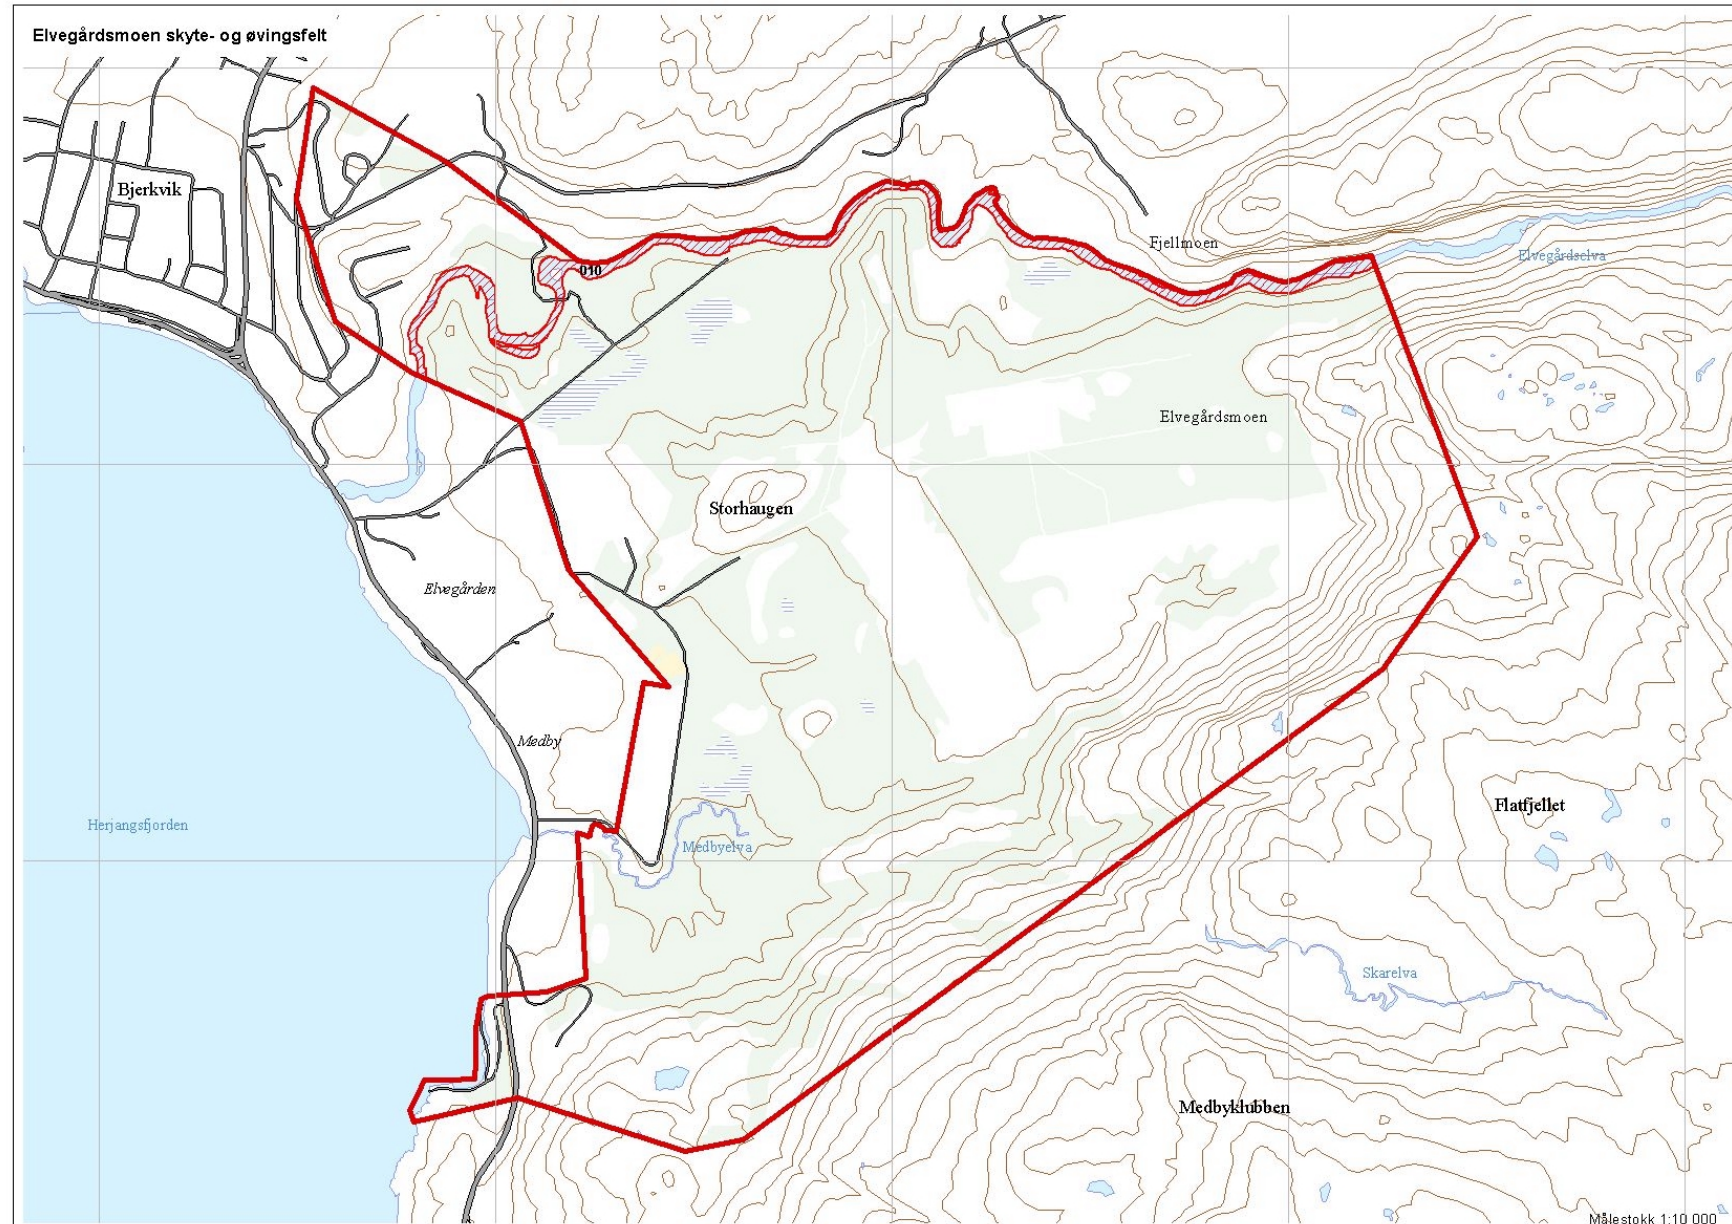 Elvegårdsmoen skyte- og øvingsfelt
Bjerkvik
Fjellmoen
Elvegårdselva
010
Elvegårdsmoen
Storhaugen
Elvegården
Medby
Herjangsfjorden
Medbyelva
Flatfjellet
Skarelva
Medbyklubben
Målestokk 1:10 000